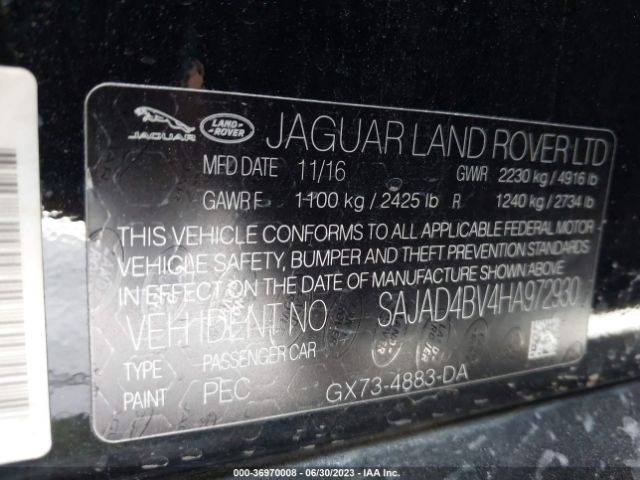 JAGUAR LAND ROVER JAGUAR LAND ROVER LTD
MFD DATE 11/16 GVWR 2230 kg / 4916 lb
GAWR F 1100 kg / 2425 lb R 1240 kg / 2734 lb
THIS VEHICLE CONFORMS TO ALL APPLICABLE FEDERAL MOTOR
VEHICLE SAFETY, BUMPER AND THEFT PREVENTION STANDARDS
IN EFFECT ON THE DATE OF MANUFACTURE SHOWN ABOVE
VEH IDENT NO SAJAD4BV4HA972930
TYPE PASSENGER CAR
PAINT PEC GX73-4883-DA
000-36970008 - 06/30/2023 - IAA Inc.